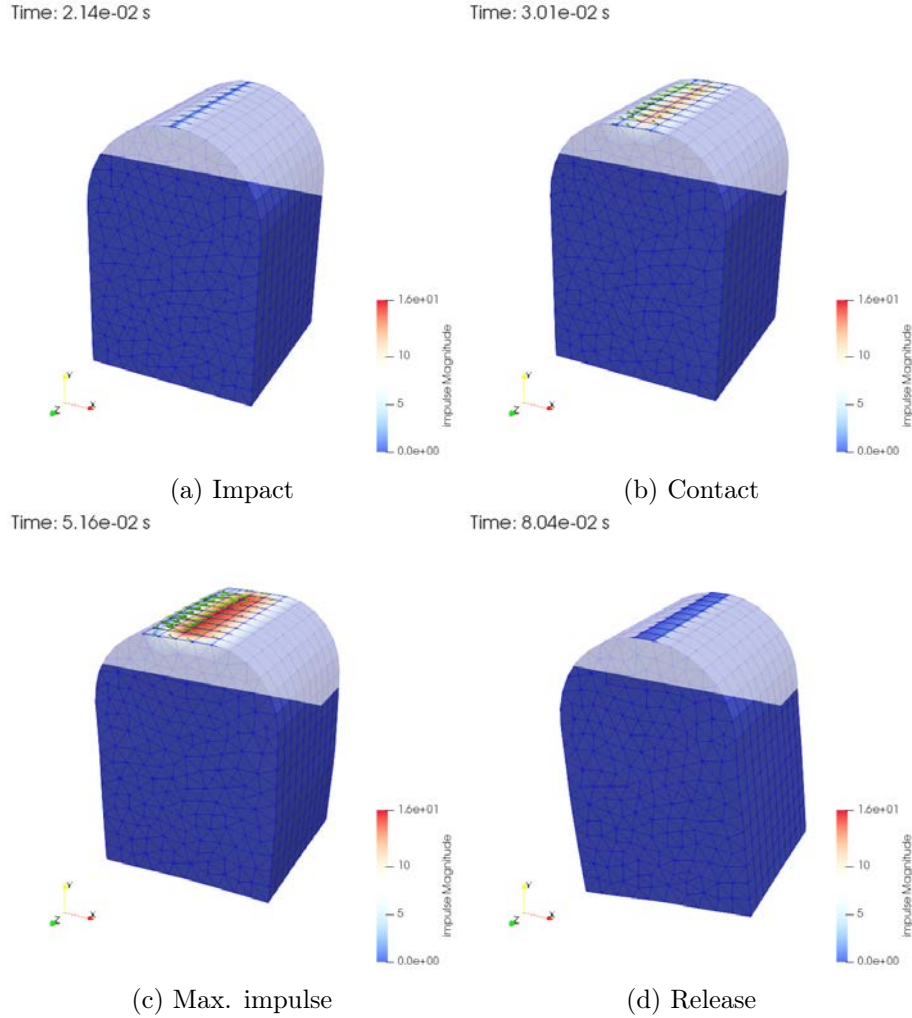 Time: 2.14e-02 s
1.6e+01
10
5
0.0e+00
impulse Magnitude
Y
X
Z
(a) Impact
Time: 3.01e-02 s
1.6e+01
10
5
0.0e+00
impulse Magnitude
Y
X
Z
(b) Contact
Time: 5.16e-02 s
1.6e+01
10
5
0.0e+00
impulse Magnitude
Y
X
Z
(c) Max. impulse
Time: 8.04e-02 s
1.6e+01
10
5
0.0e+00
impulse Magnitude
Y
X
Z
(d) Release